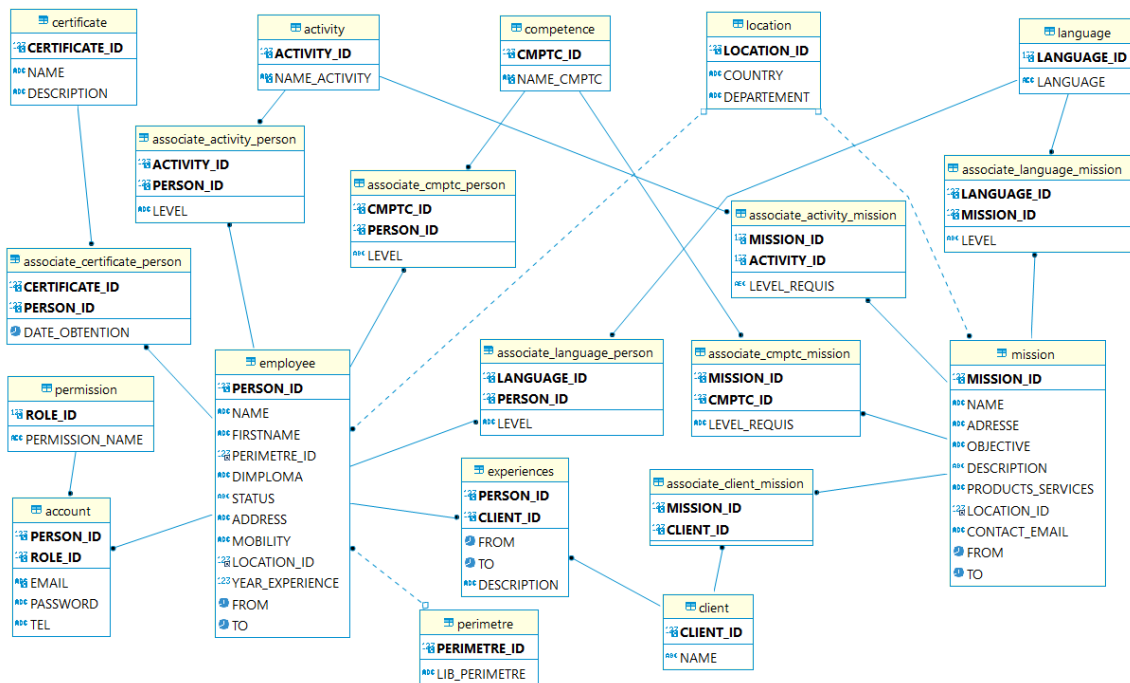 certificate
CERTIFICATE_ID
NAME
DESCRIPTION
activity
ACTIVITY_ID
NAME_ACTIVITY
competence
CMPTC_ID
NAME_CMPTC
location
LOCATION_ID
COUNTRY
DEPARTEMENT
language
LANGUAGE_ID
LANGUAGE
associate_activity_person
ACTIVITY_ID
PERSON_ID
LEVEL
associate_cmptc_person
CMPTC_ID
PERSON_ID
LEVEL
associate_language_mission
LANGUAGE_ID
MISSION_ID
LEVEL
associate_activity_mission
MISSION_ID
ACTIVITY_ID
LEVEL_REQUIS
associate_certificate_person
CERTIFICATE_ID
PERSON_ID
DATE_OBTENTION
employee
PERSON_ID
NAME
FIRSTNAME
PERIMETRE_ID
DIMPLOMA
STATUS
ADDRESS
MOBILITY
LOCATION_ID
YEAR_EXPERIENCE
FROM
TO
associate_language_person
LANGUAGE_ID
PERSON_ID
LEVEL
associate_cmptc_mission
MISSION_ID
CMPTC_ID
LEVEL_REQUIS
mission
MISSION_ID
NAME
ADRESSE
OBJECTIVE
DESCRIPTION
PRODUCTS_SERVICES
LOCATION_ID
CONTACT_EMAIL
FROM
TO
permission
ROLE_ID
PERMISSION_NAME
account
PERSON_ID
ROLE_ID
EMAIL
PASSWORD
TEL
experiences
PERSON_ID
CLIENT_ID
FROM
TO
DESCRIPTION
associate_client_mission
MISSION_ID
CLIENT_ID
client
CLIENT_ID
NAME
perimetre
PERIMETRE_ID
LIB_PERIMETRE